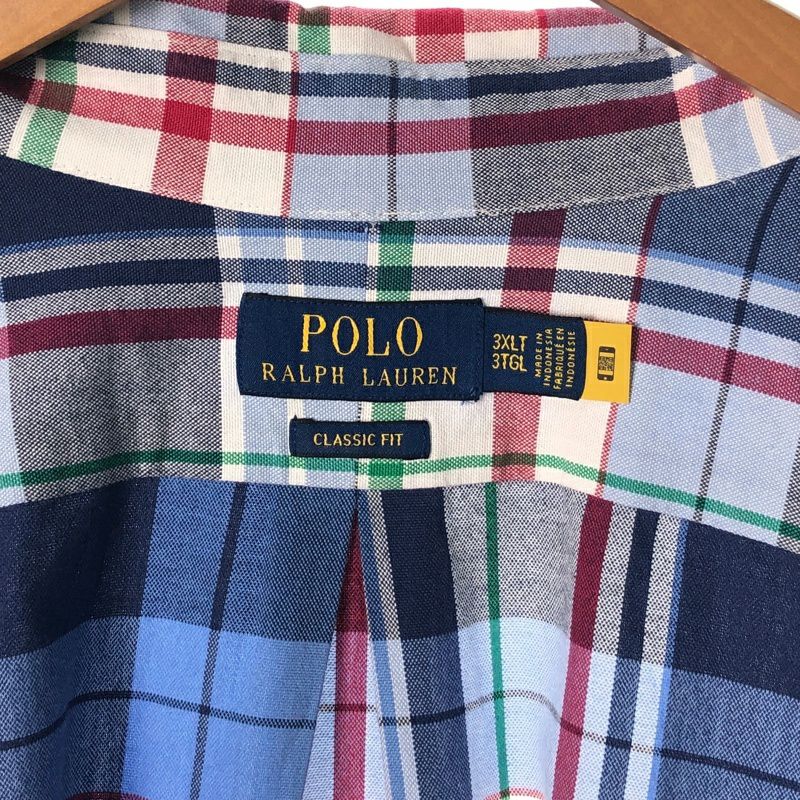 POLO
RALPH LAUREN
3XLT
3TGL
MADE IN
INDONESIA
FABRIQUÉ EN
INDONÉSIE
CLASSIC FIT